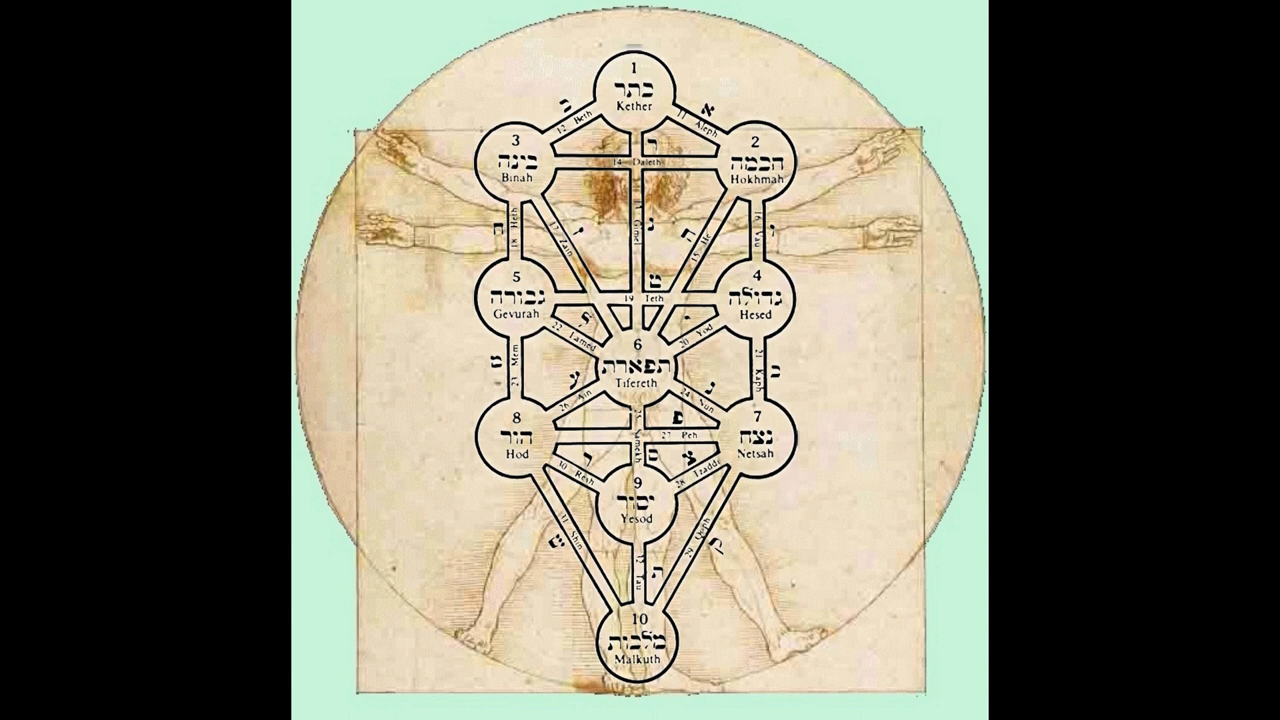 1
כתר
Kether
ב
א
12 Beth
11 Aleph
3
בינה
Binah
2
חכמה
Hokhmah
14 Daleth
ח
18 Heth
17 Zain
ז
Gimel
ה
15 He
16 Vau
ו
ט
19 Teth
5
גבורה
Gevurah
4
גדולה
Hesed
ל
22 Lamed
י
20 Yod
6
תפארת
Tifereth
מ
23 Mem
21 Kaph
כ
ע
26 Ain
נ
24 Nun
8
הוד
Hod
7
נצח
Netsah
25 Samekh
פ
27 Peh
ס
30 Resh
צ
28 Tzaddi
9
יסוד
Yesod
31 Shin
ש
29 Qoph
ק
32 Tau
ת
10
מלכות
Malkuth